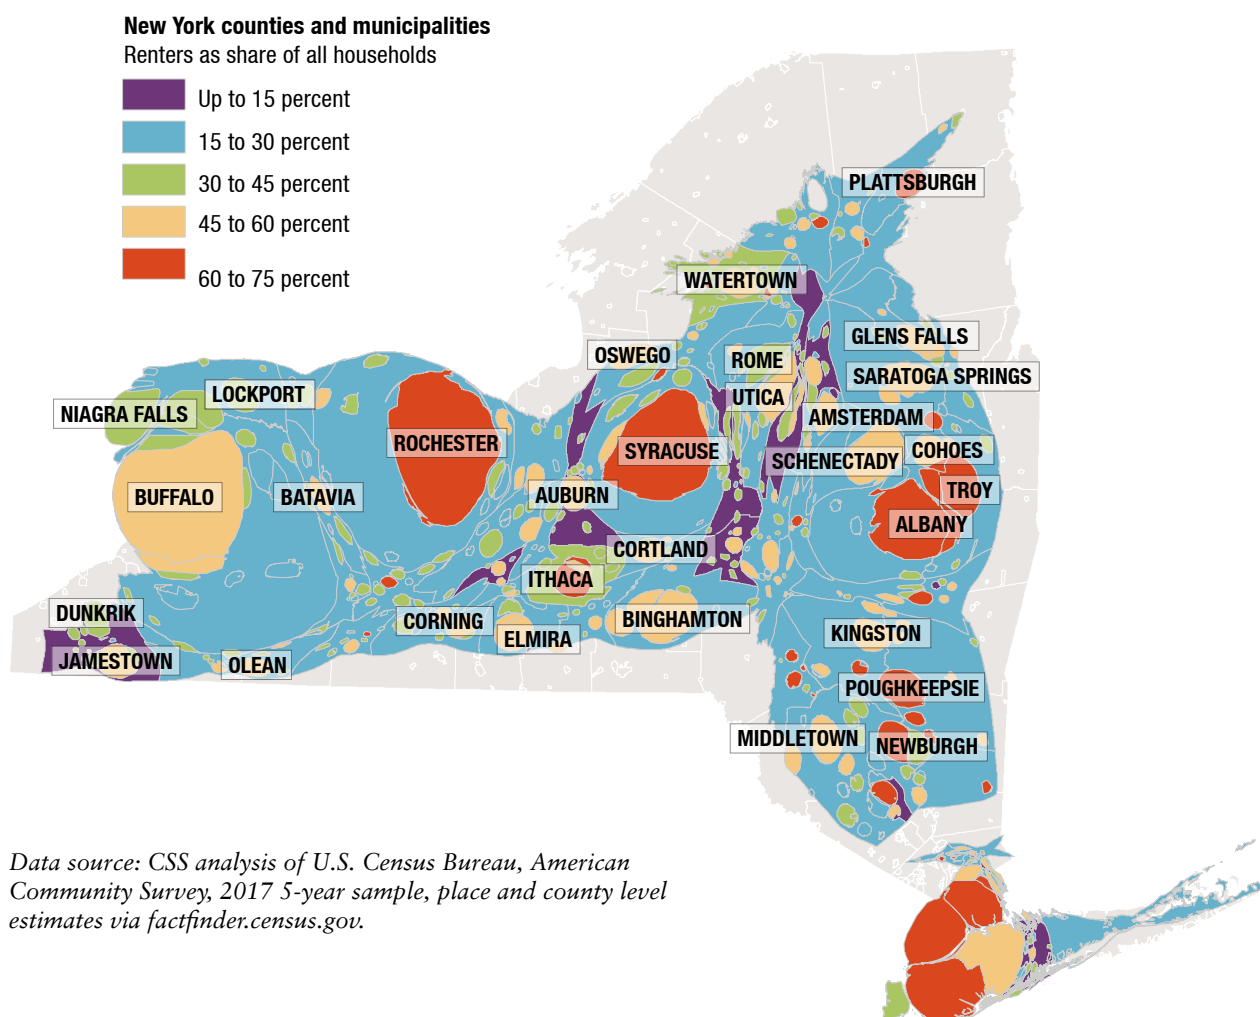 New York counties and municipalities
Renters as share of all households
Up to 15 percent
15 to 30 percent
30 to 45 percent
45 to 60 percent
60 to 75 percent
PLATTSBURGH
WATERTOWN
GLENS FALLS
OSWEGO
ROME
SARATOGA SPRINGS
LOCKPORT
UTICA
NIAGRA FALLS
AMSTERDAM
ROCHESTER
SYRACUSE
COHOES
SCHENECTADY
BUFFALO
BATAVIA
AUBURN
TROY
ALBANY
CORTLAND
ITHACA
DUNKRIK
CORNING
BINGHAMTON
ELMIRA
KINGSTON
JAMESTOWN
OLEAN
POUGHKEEPSIE
MIDDLETOWN
NEWBURGH
Data source: CSS analysis of U.S. Census Bureau, American
Community Survey, 2017 5-year sample, place and county level
estimates via factfinder.census.gov.